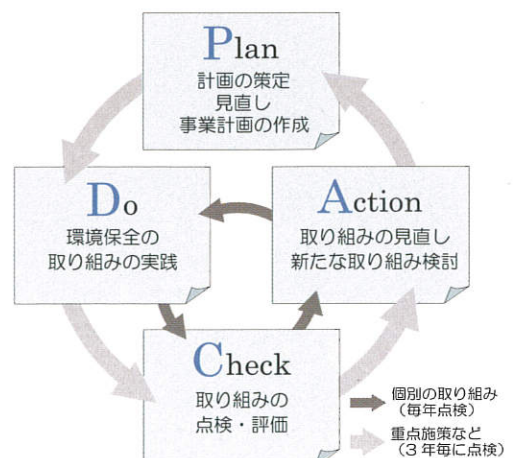 Plan
計画の策定
見直し
事業計画の作成
Do
環境保全の
取り組みの実践
Action
取り組みの見直し
新たな取り組み検討
Check
取り組みの
点検・評価
個別の取り組み
（毎年点検）
重点施策など
（3 年毎に点検）